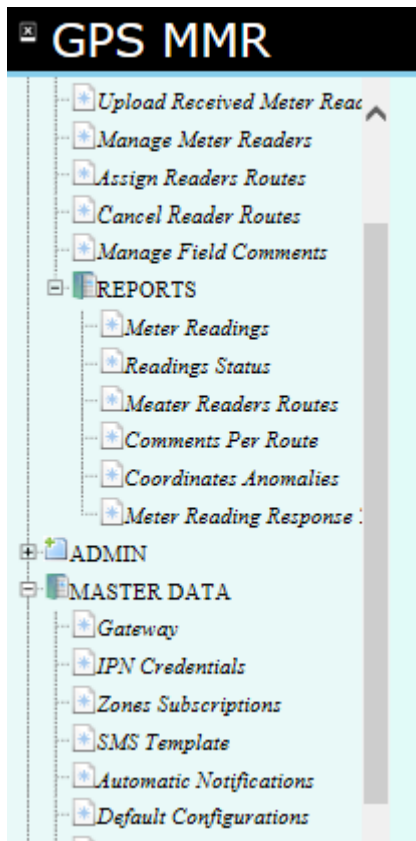 GPS MMR
Upload Received Meter Read
Manage Meter Readers
Assign Readers Routes
Cancel Reader Routes
Manage Field Comments
REPORTS
Meter Readings
Readings Status
Meater Readers Routes
Comments Per Route
Coordinates Anomalies
Meter Reading Response
ADMIN
MASTER DATA
Gateway
IPN Credentials
Zones Subscriptions
SMS Template
Automatic Notifications
Default Configurations